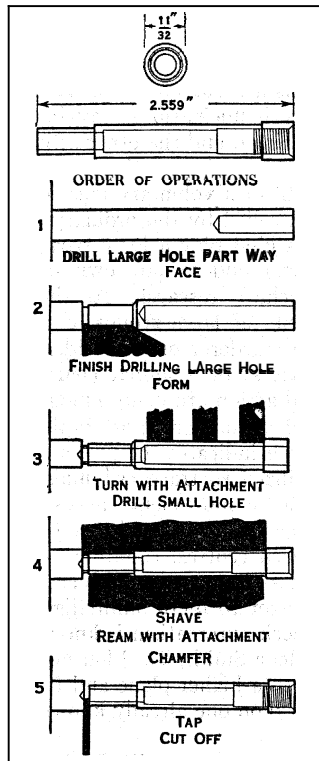 11"
32
2.559"
ORDER OF OPERATIONS
1
DRILL LARGE HOLE PART WAY
FACE
2
FINISH DRILLING LARGE HOLE
FORM
3
TURN WITH ATTACHMENT
DRILL SMALL HOLE
4
SHAVE
REAM WITH ATTACHMENT
CHAMFER
5
TAP
CUT OFF